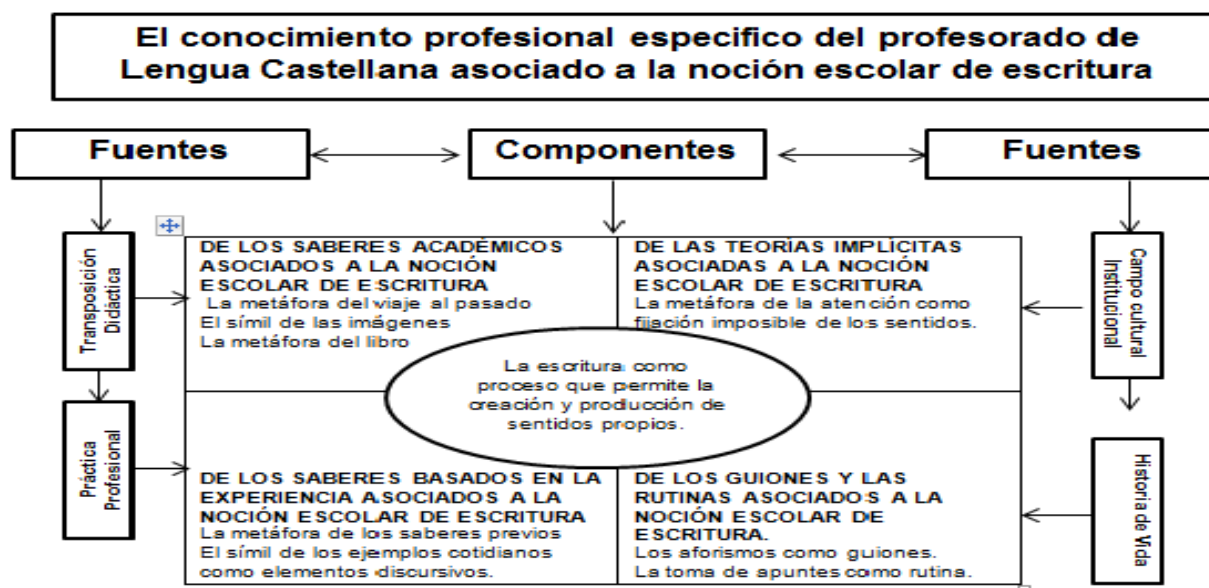 El conocimiento profesional especifico del profesorado de
Lengua Castellana asociado a la noción escolar de escritura
Fuentes
Componentes
Fuentes
Transposición
Didáctica
DE LOS SABERES ACADÉMICOS
ASOCIADOS A LA NOCIÓN
ESCOLAR DE ESCRITURA
La metáfora del viaje al pasado
El símil de las imágenes
La metáfora del libro
DE LAS TEORÍAS IMPLÍCITAS
ASOCIADAS A LA NOCIÓN
ESCOLAR DE ESCRITURA
La metáfora de la atención como
fijación imposible de los sentidos.
Campo cultural
Institucional
La escritura como
proceso que permite la
creación y producción de
sentidos propios.
Práctica
Profesional
DE LOS SABERES BASADOS EN LA
EXPERIENCIA ASOCIADOS A LA
NOCIÓN ESCOLAR DE ESCRITURA
La metáfora de los saberes previos
El símil de los ejemplos cotidianos
como elementos discursivos.
DE LOS GUIONES Y LAS
RUTINAS ASOCIADOS A LA
NOCIÓN ESCOLAR DE
ESCRITURA.
Los aforismos como guiones.
La toma de apuntes como rutina.
Historia de Vida